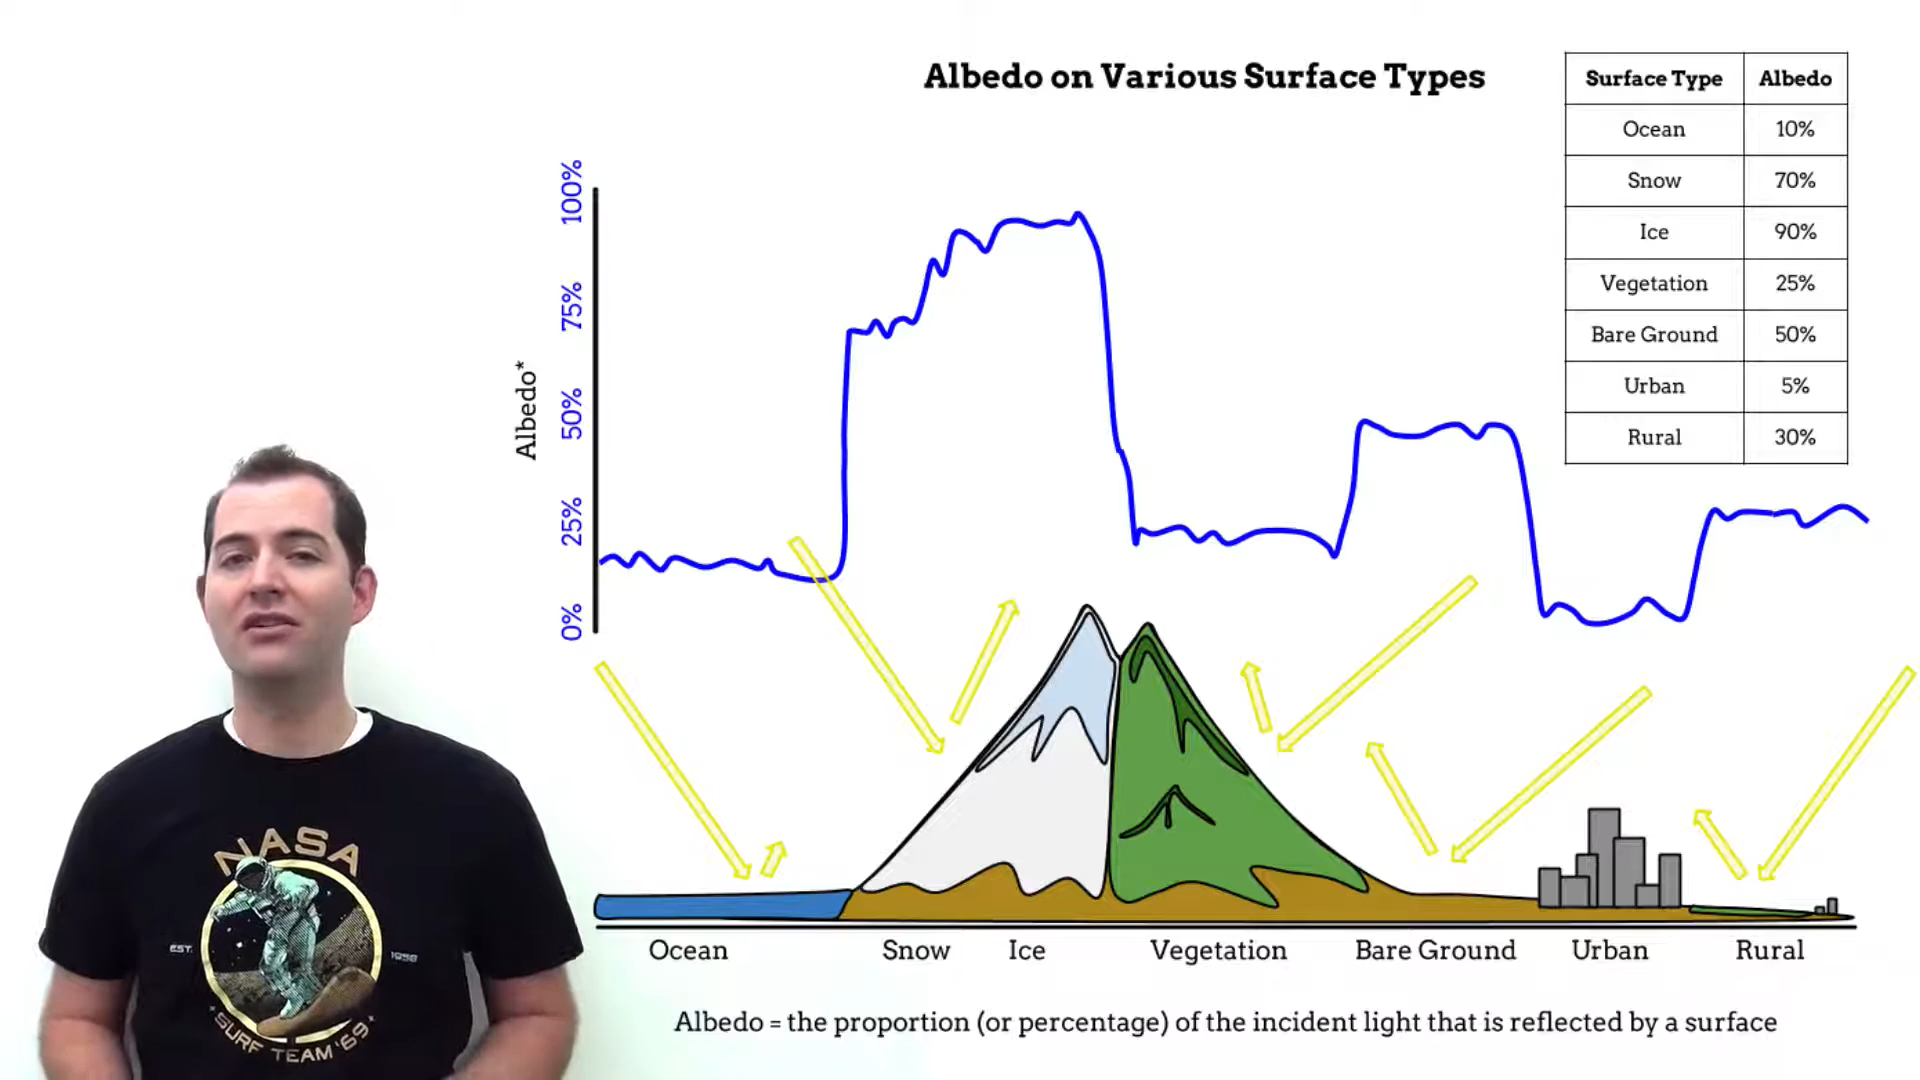 Albedo on Various Surface Types
Surface Type Albedo
Ocean 10%
Snow 70%
Ice 90%
Vegetation 25%
Bare Ground 50%
Urban 5%
Rural 30%
Albedo*
100%
75%
50%
25%
0%
NASA
EST. 1958
SURF TEAM '69
Ocean Snow Ice Vegetation Bare Ground Urban Rural
Albedo = the proportion (or percentage) of the incident light that is reflected by a surface